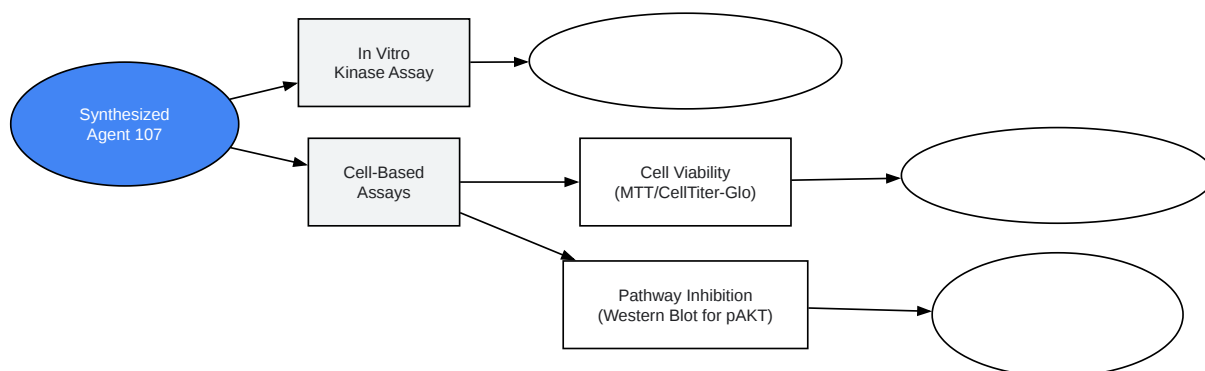 In Vitro
Kinase Assay
Synthesized
Agent 107
Cell-Based
Assays
Cell Viability
(MTT/CellTiter-Glo)
Pathway Inhibition
(Western Blot for pAKT)